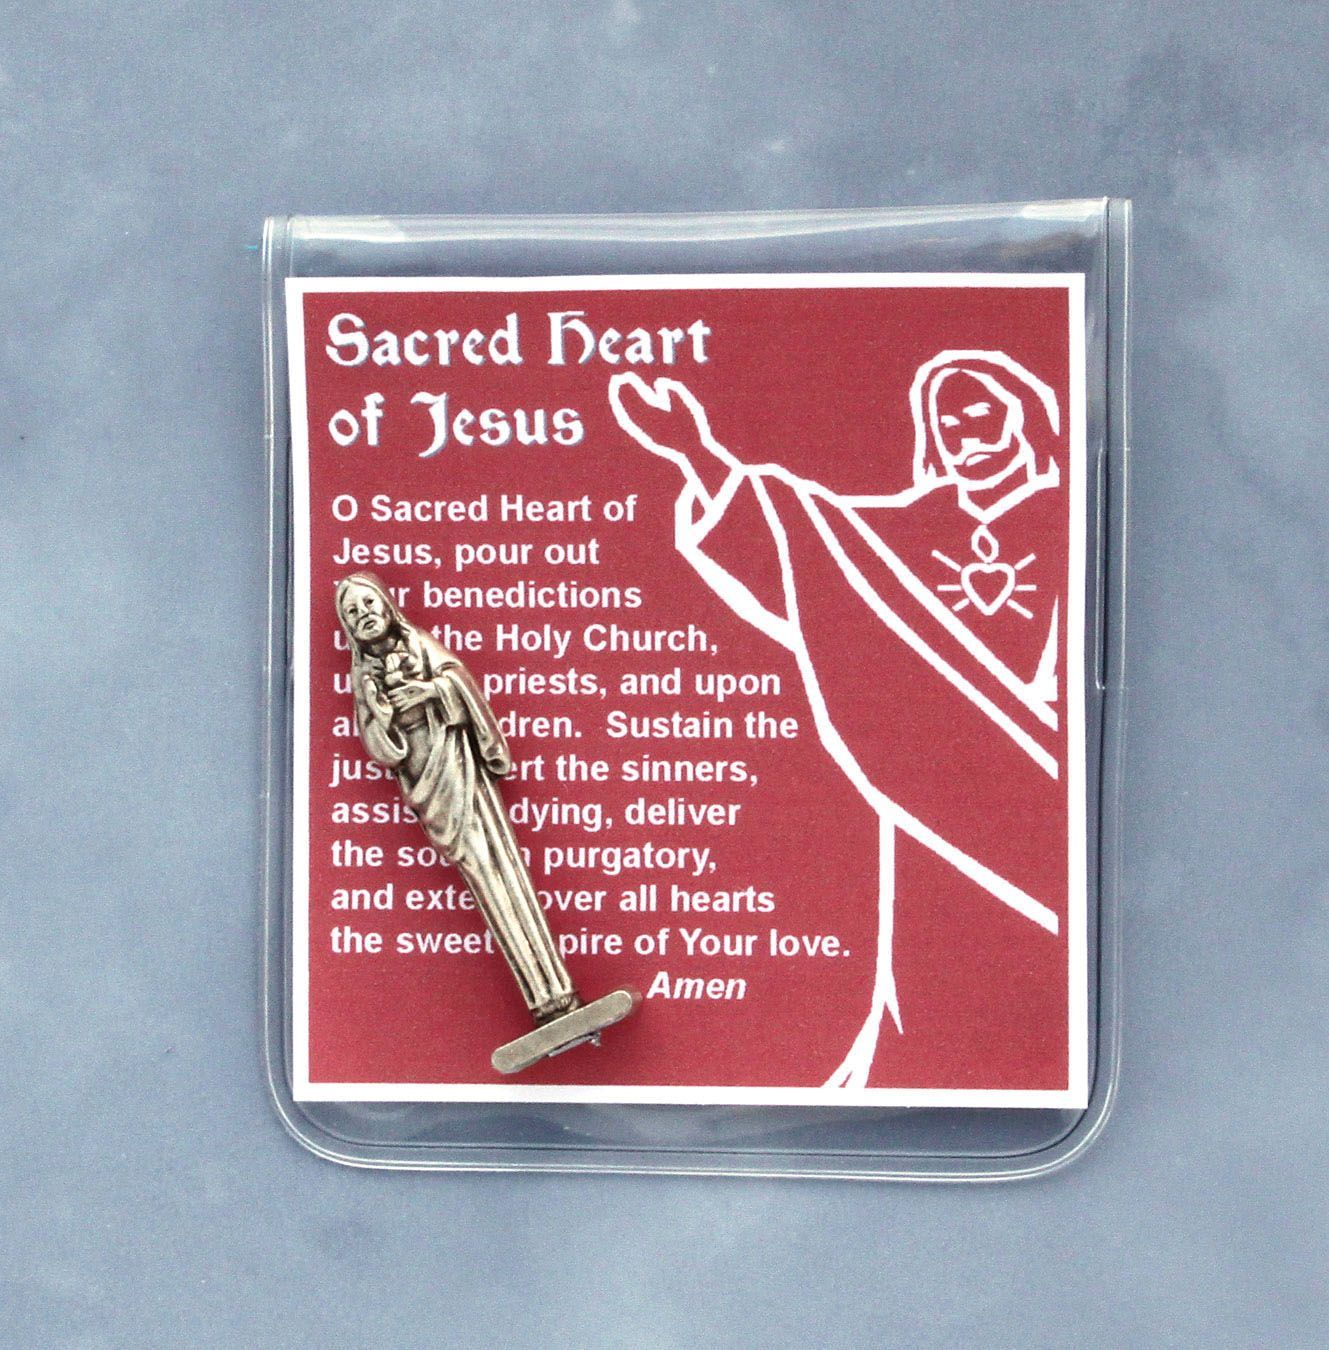 Sacred Heart
of Jesus
O Sacred Heart of
Jesus, pour out
benedictions
the Holy Church,
priests, and upon
Sustain the
the sinners,
dying, deliver
the purgatory,
and over all hearts
the sweet of Your love.
Amen